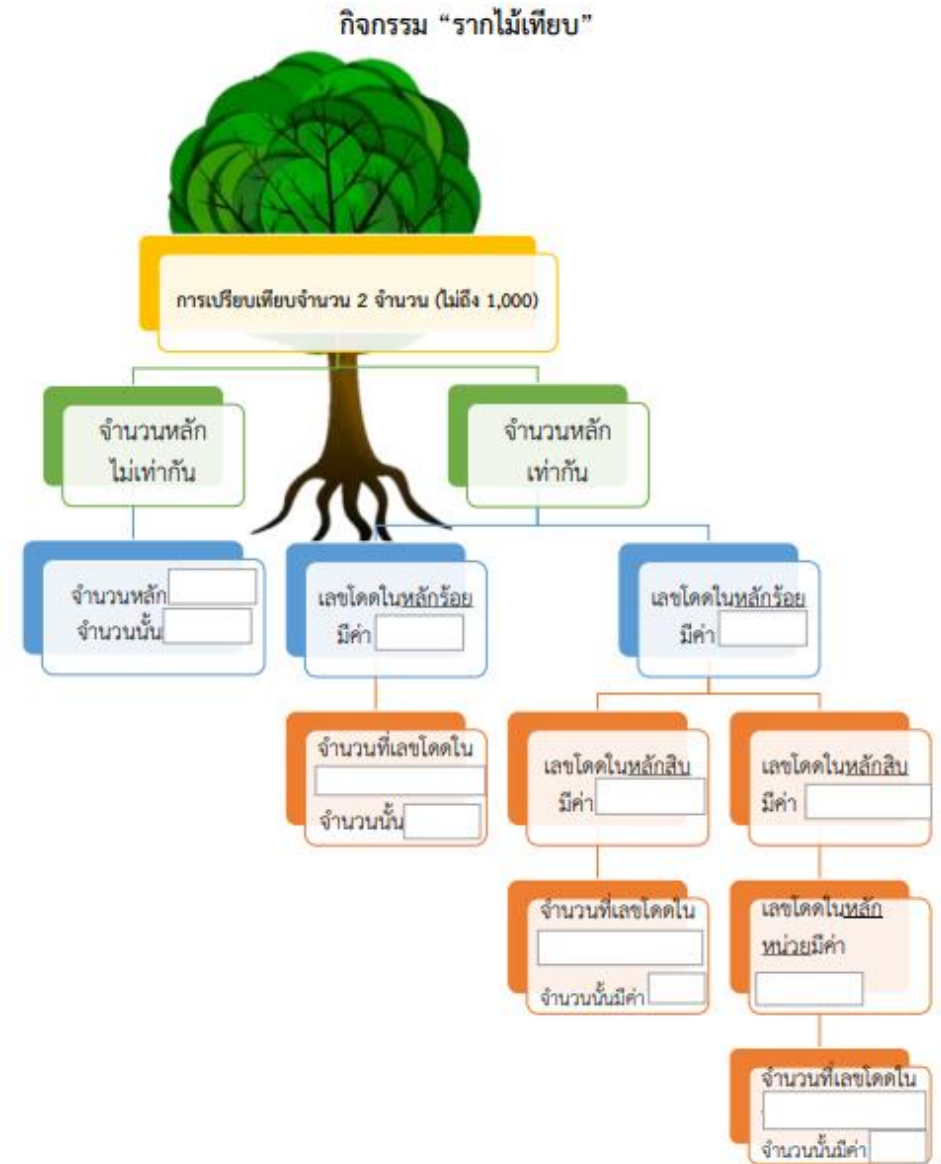 กิจกรรม “รากไม้เทียบ”
การเปรียบเทียบจำนวน 2 จำนวน (ไม่ถึง 1,000)
จำนวนหลัก
ไม่เท่ากัน
จำนวนหลัก
เท่ากัน
จำนวนหลัก
จำนวนนั้น
เลขโดดในหลักร้อย
มีค่า
เลขโดดในหลักร้อย
มีค่า
จำนวนที่เลขโดดใน
จำนวนนั้น
เลขโดดในหลักสิบ
มีค่า
เลขโดดในหลักสิบ
มีค่า
จำนวนที่เลขโดดใน
จำนวนนั้นมีค่า
เลขโดดในหลัก
หน่วยมีค่า
จำนวนที่เลขโดดใน
จำนวนนั้นมีค่า